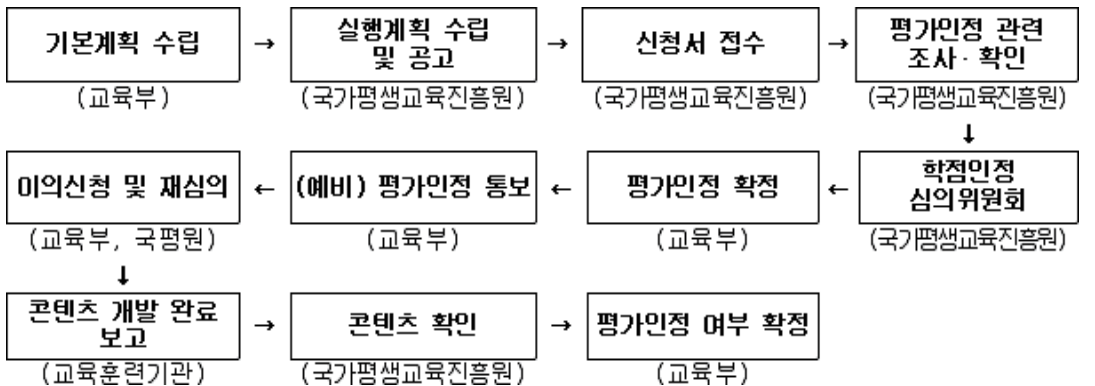 기본계획 수립
(교육부)
→
실행계획 수립
및 공고
(국가평생교육진흥원)
→
신청서 접수
(국가평생교육진흥원)
→
평가인정 관련
조사·확인
(국가평생교육진흥원)
↓
학점인정
심의위원회
(국가평생교육진흥원)
←
평가인정 확정
(교육부)
←
(예비) 평가인정 통보
(교육부)
←
이의신청 및 재심의
(교육부, 국평원)
↓
콘텐츠 개발 완료
보고
(교육훈련기관)
→
콘텐츠 확인
(국가평생교육진흥원)
→
평가인정 여부 확정
(교육부)